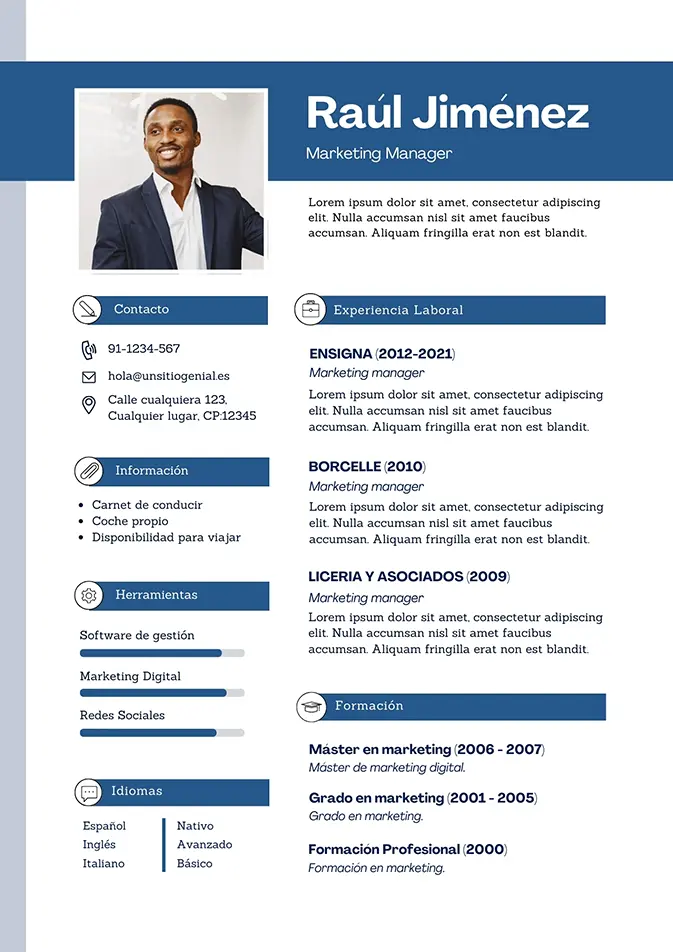 Raúl Jiménez
Marketing Manager
Lorem ipsum dolor sit amet, consectetur adipiscing
elit. Nulla accumsan nisl sit amet faucibus
accumsan. Aliquam fringilla erat non est blandit.
Contacto
91-1234-567
hola@unsitiogenial.es
Calle cualquiera 123,
Cualquier lugar, CP:12345
Información
Carnet de conducir
Coche propio
Disponibilidad para viajar
Herramientas
Software de gestión
Marketing Digital
Redes Sociales
Idiomas
Español Nativo
Inglés Avanzado
Italiano Básico
Experiencia Laboral
ENSIGNA (2012-2021)
Marketing manager
Lorem ipsum dolor sit amet, consectetur adipiscing
elit. Nulla accumsan nisl sit amet faucibus
accumsan. Aliquam fringilla erat non est blandit.
BORCELLE (2010)
Marketing manager
Lorem ipsum dolor sit amet, consectetur adipiscing
elit. Nulla accumsan nisl sit amet faucibus
accumsan. Aliquam fringilla erat non est blandit.
LICERIA Y ASOCIADOS (2009)
Marketing manager
Lorem ipsum dolor sit amet, consectetur adipiscing
elit. Nulla accumsan nisl sit amet faucibus
accumsan. Aliquam fringilla erat non est blandit.
Formación
Máster en marketing (2006 - 2007)
Máster de marketing digital.
Grado en marketing (2001 - 2005)
Grado en marketing.
Formación Profesional (2000)
Formación en marketing.